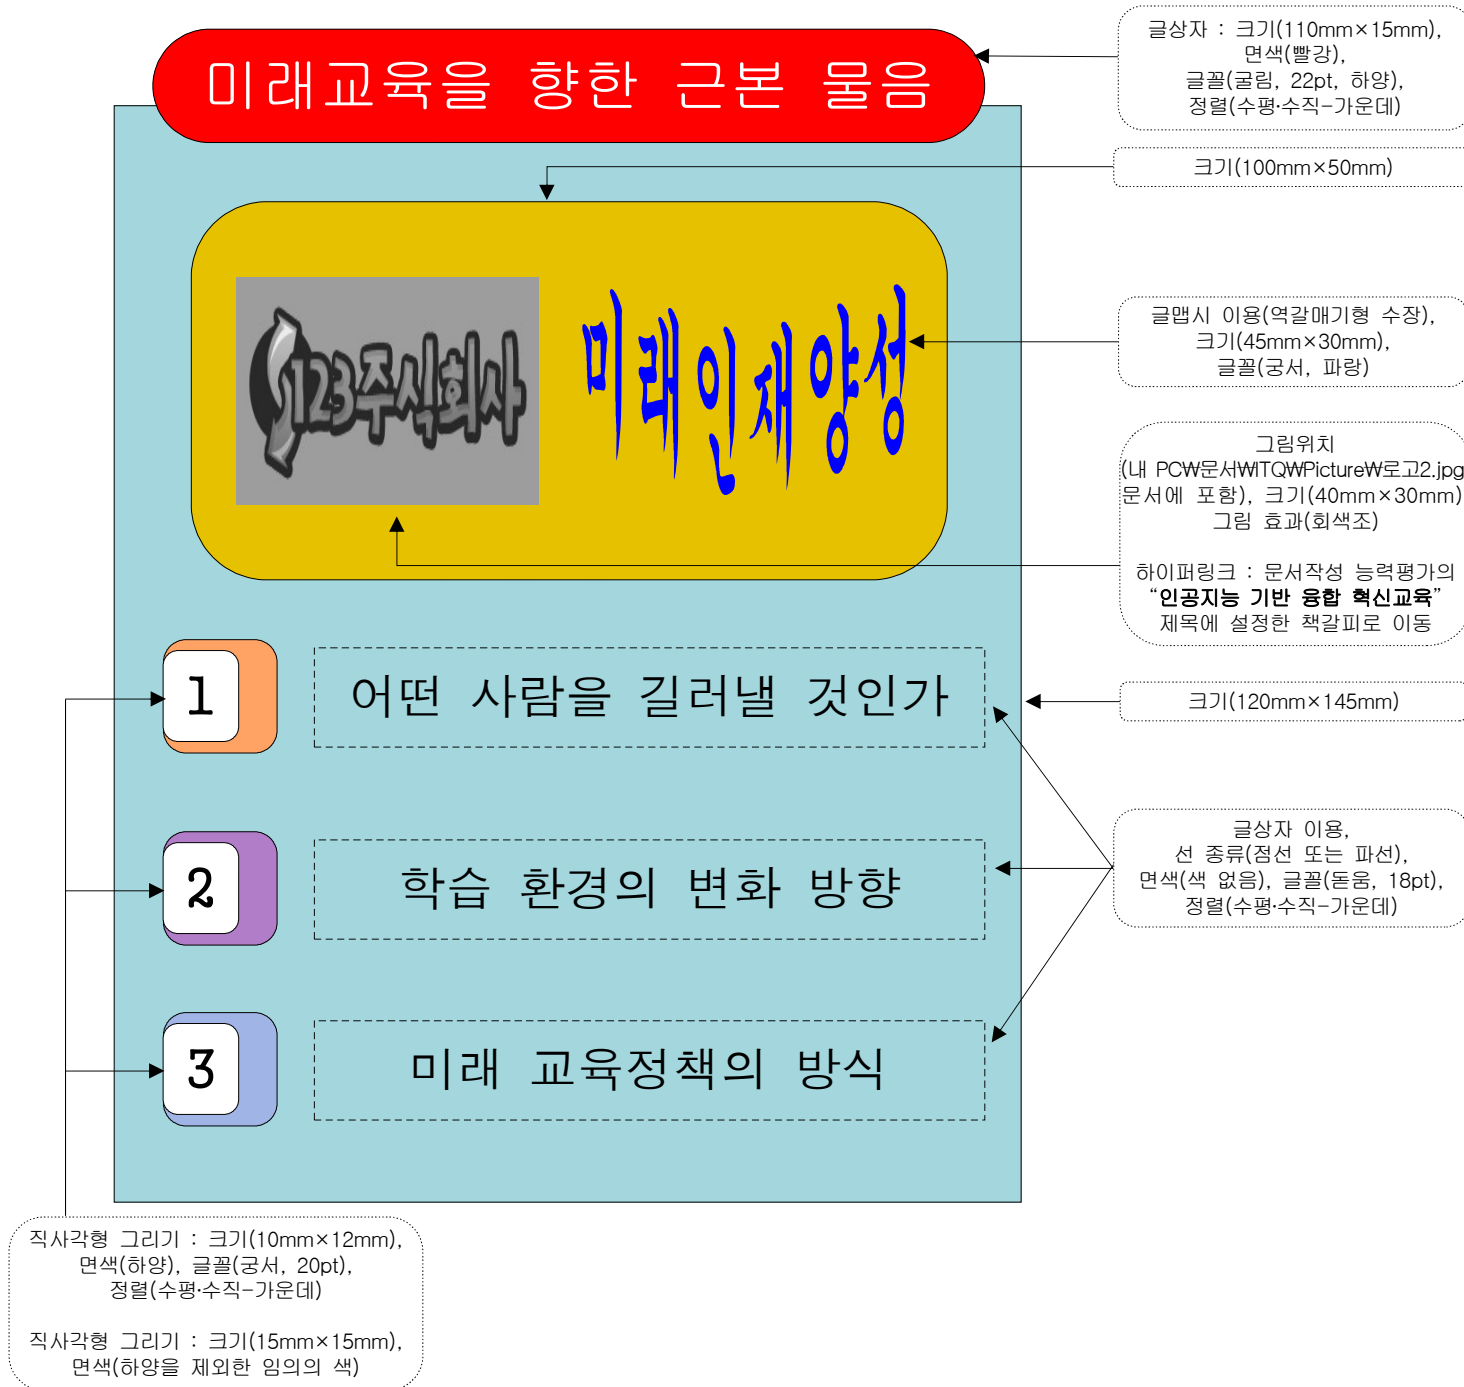 미래교육을 향한 근본 물음
글상자 : 크기(110mm×15mm),
면색(빨강),
글꼴(굴림, 22pt, 하양),
정렬(수평·수직-가운데)
크기(100mm×50mm)
123주식회사
미래인재양성
글맵시 이용(역갈매기형 수장),
크기(45mm×30mm),
글꼴(궁서, 파랑)
그림위치
(내 PC₩문서₩ITQ₩Picture₩로고2.jpg
문서에 포함), 크기(40mm×30mm)
그림 효과(회색조)
하이퍼링크 : 문서작성 능력평가의
“인공지능 기반 융합 혁신교육”
제목에 설정한 책갈피로 이동
1
어떤 사람을 길러낼 것인가
크기(120mm×145mm)
2
학습 환경의 변화 방향
글상자 이용,
선 종류(점선 또는 파선),
면색(색 없음), 글꼴(돋움, 18pt),
정렬(수평·수직-가운데)
3
미래 교육정책의 방식
직사각형 그리기 : 크기(10mm×12mm),
면색(하양), 글꼴(궁서, 20pt),
정렬(수평·수직-가운데)
직사각형 그리기 : 크기(15mm×15mm),
면색(하양을 제외한 임의의 색)